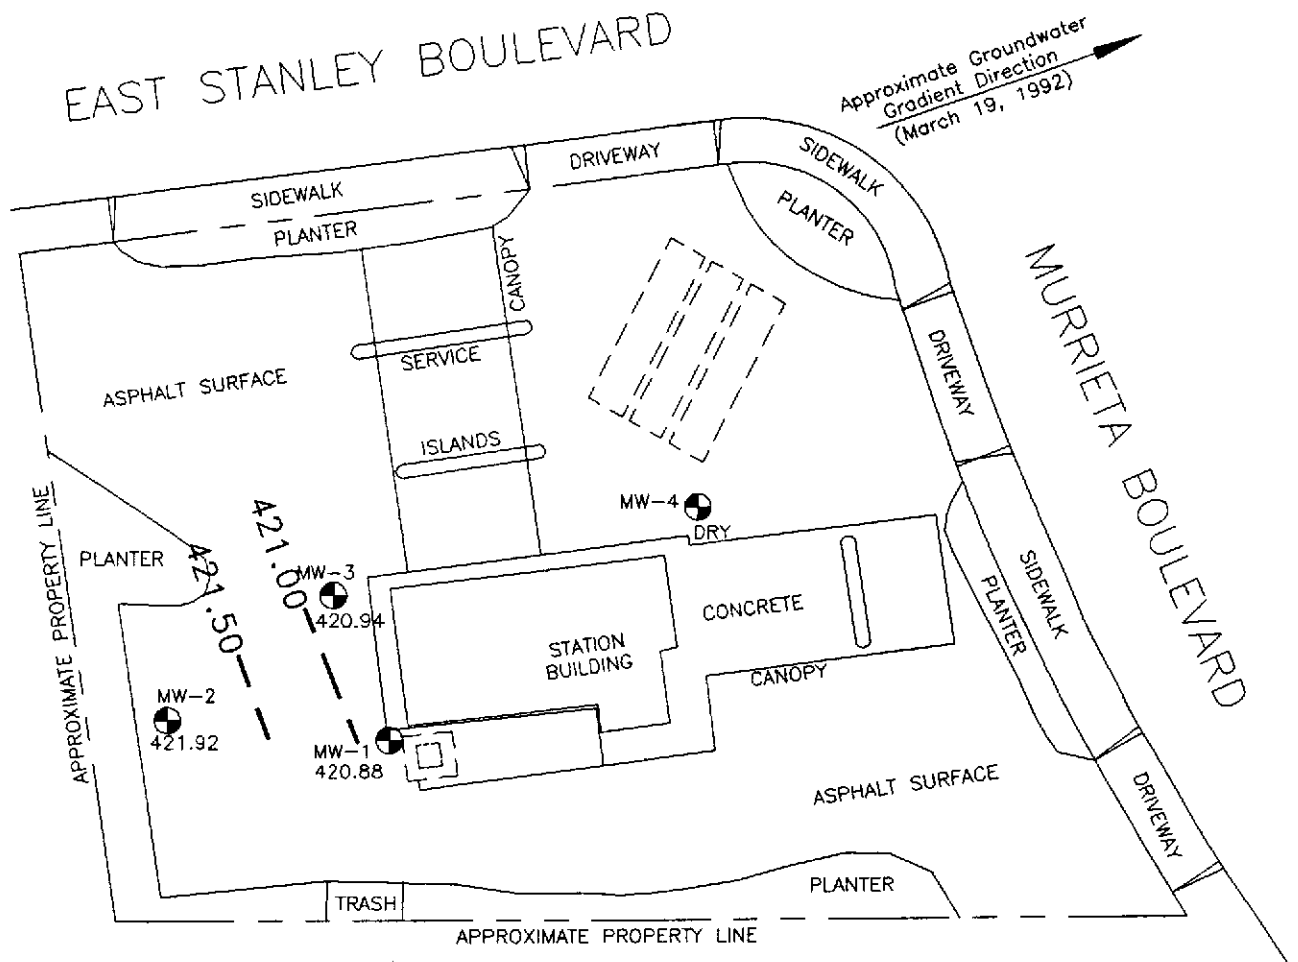 EAST STANLEY BOULEVARD
Approximate Groundwater
Gradient Direction
(March 19, 1992)
DRIVEWAY
SIDEWALK
SIDEWALK
PLANTER
PLANTER
CANOPY
MURRIETA BOULEVARD
SERVICE
DRIVEWAY
ASPHALT SURFACE
ISLANDS
MW-4
DRY
APPROXIMATE PROPERTY LINE
421.00
421.50
PLANTER
MW-3
420.94
CONCRETE
SIDEWALK
PLANTER
STATION
BUILDING
CANOPY
MW-2
421.92
MW-1
420.88
ASPHALT SURFACE
DRIVEWAY
PLANTER
TRASH
APPROXIMATE PROPERTY LINE